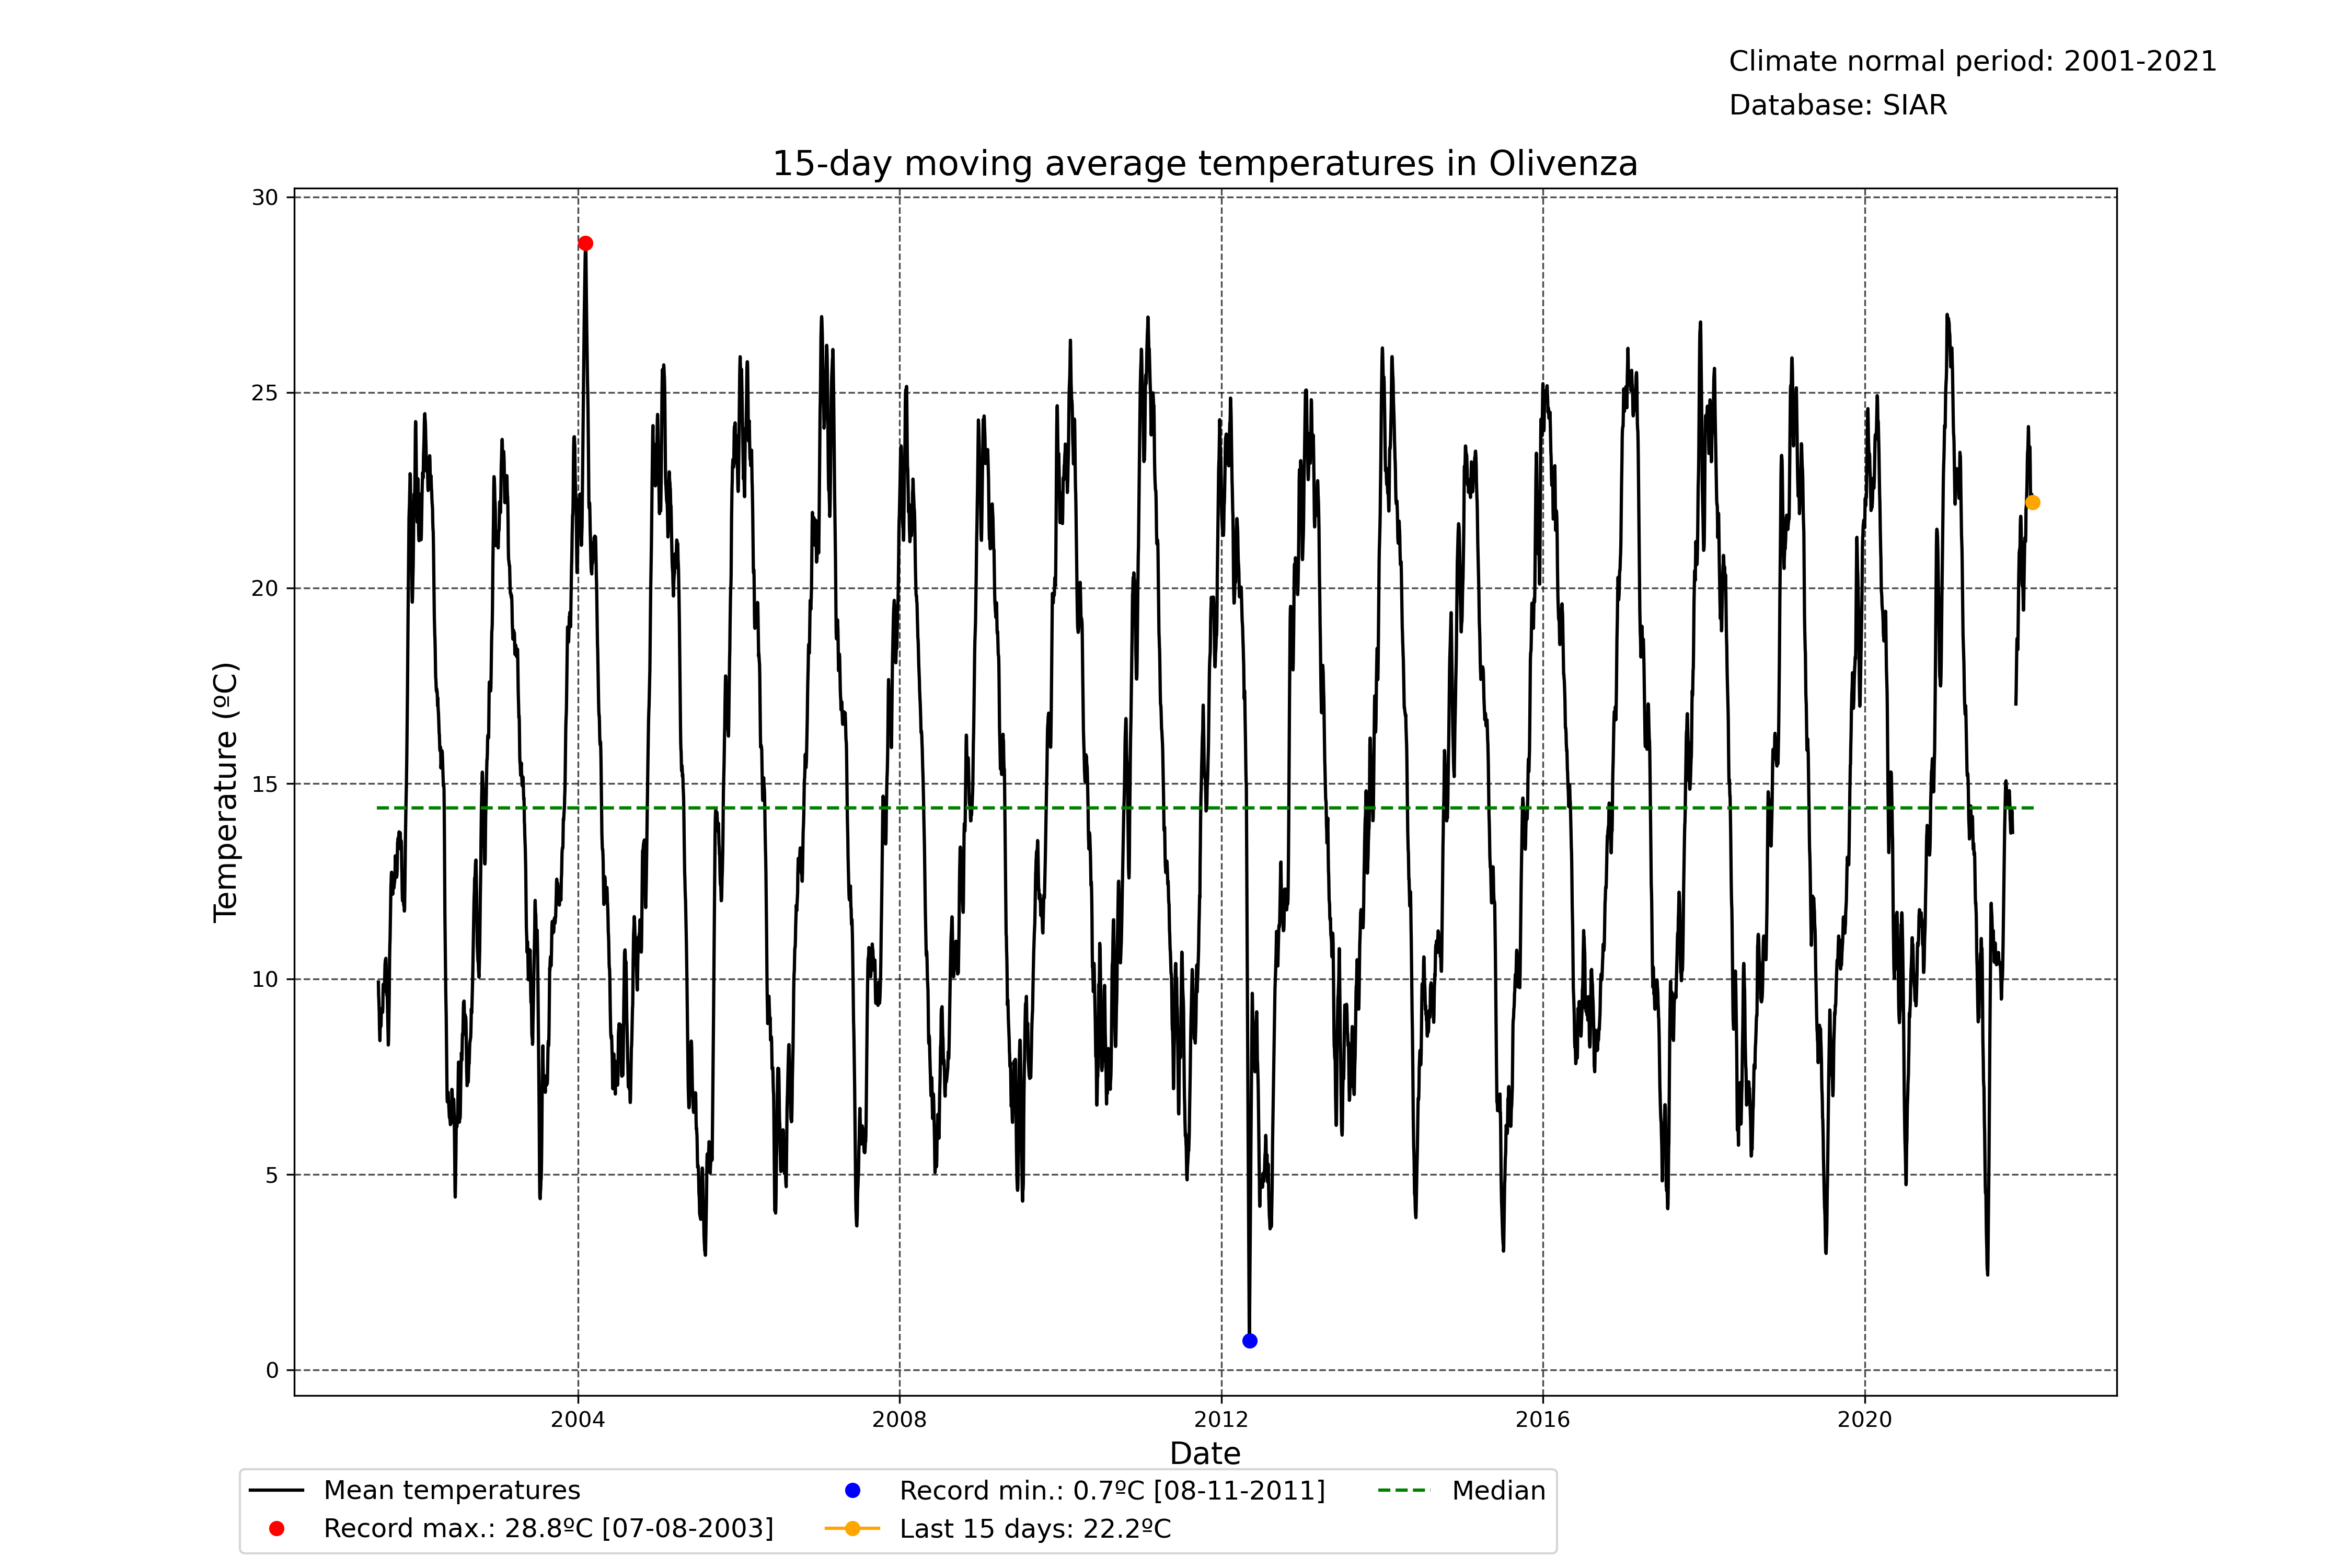 Climate normal period: 2001-2021
Database: SIAR
15-day moving average temperatures in Olivenza
30
25
20
15
10
5
0
Temperature (ºC)
2004 2008 2012 2016 2020
Date
Mean temperatures
Record max.: 28.8ºC [07-08-2003]
Record min.: 0.7ºC [08-11-2011]
Last 15 days: 22.2ºC
Median